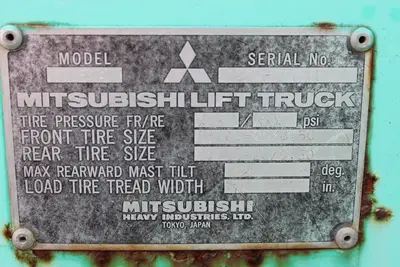 MODEL SERIAL No.
MITSUBISHI LIFT TRUCK
TIRE PRESSURE FR/RE / psi
FRONT TIRE SIZE
REAR TIRE SIZE
MAX REARWARD MAST TILT deg.
LOAD TIRE TREAD WIDTH in.
MITSUBISHI
HEAVY INDUSTRIES, LTD.
TOKYO, JAPAN